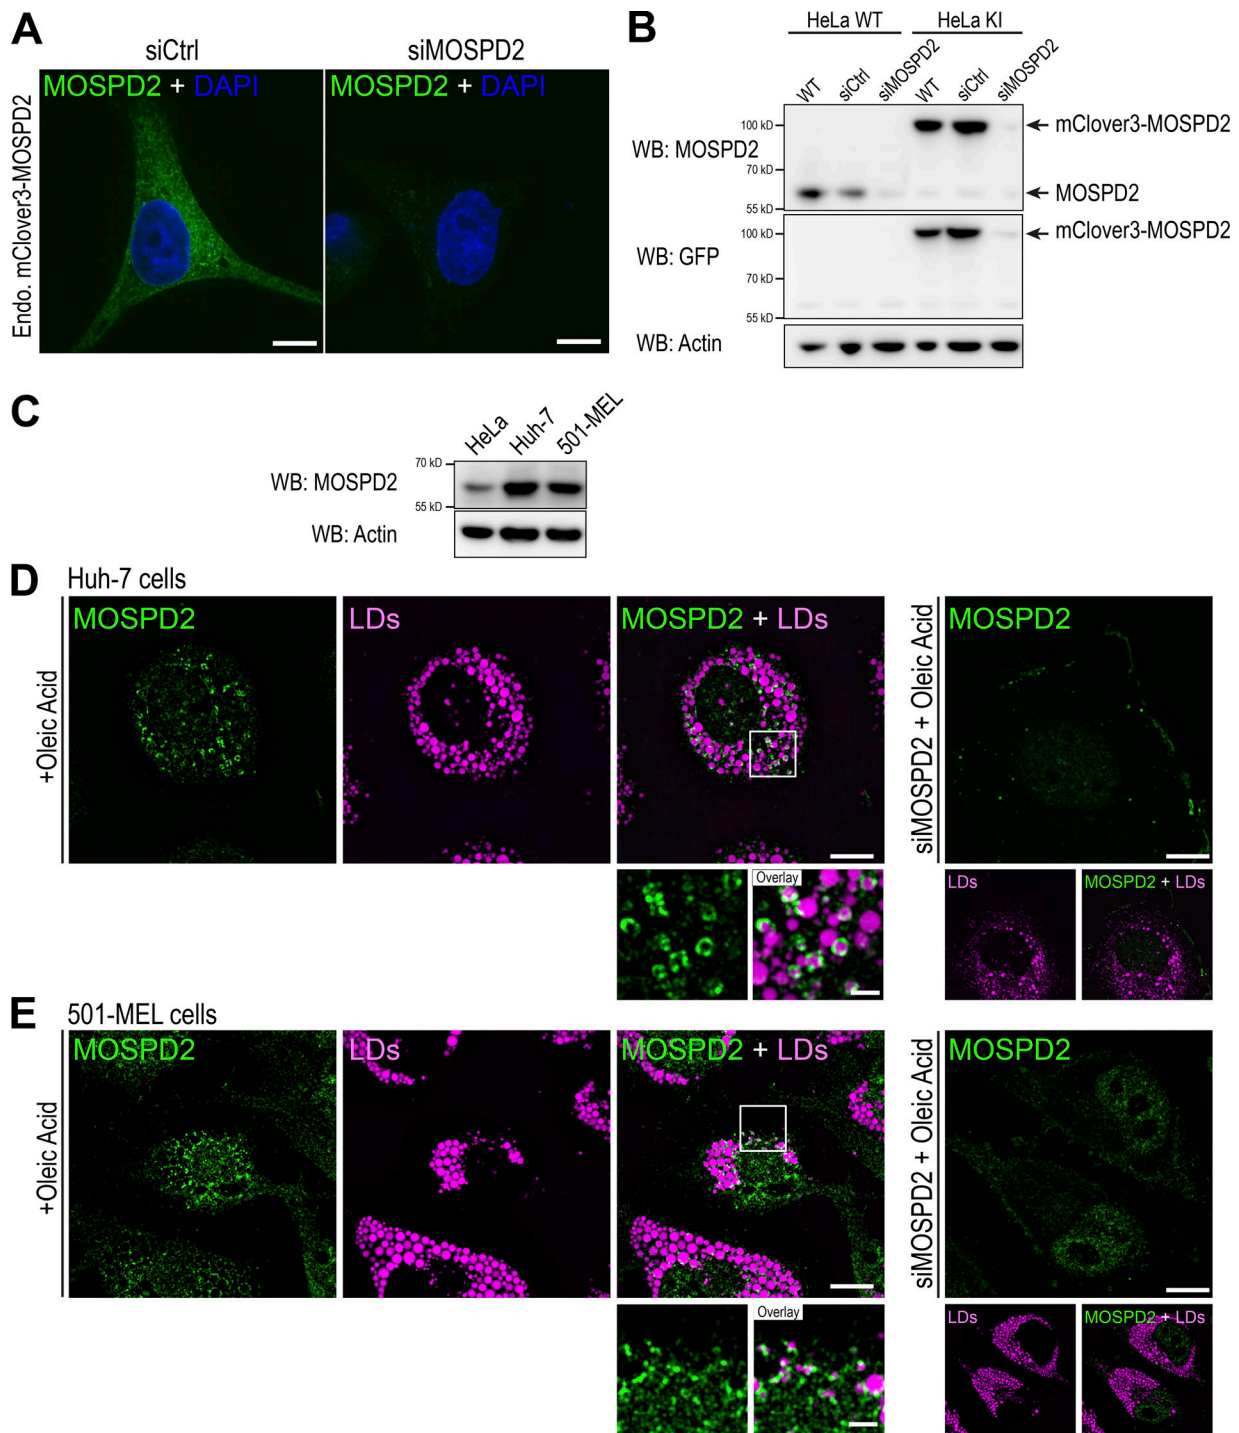 A
siCtrl
siMOSPD2
Endo. mClover3-MOSPD2
MOSPD2 + DAPI
MOSPD2 + DAPI
B
HeLa WT
HeLa KI
WT
siCtrl
siMOSPD2
WT
siCtrl
siMOSPD2
WB: MOSPD2
100 kD
70 kD
55 kD
mClover3-MOSPD2
MOSPD2
WB: GFP
100 kD
70 kD
55 kD
mClover3-MOSPD2
WB: Actin
C
HeLa
Huh-7
501-MEL
WB: MOSPD2
70 kD
55 kD
WB: Actin
D
Huh-7 cells
+Oleic Acid
MOSPD2
LDs
MOSPD2 + LDs
Overlay
siMOSPD2 + Oleic Acid
MOSPD2
LDs
MOSPD2 + LDs
E
501-MEL cells
+Oleic Acid
MOSPD2
LDs
MOSPD2 + LDs
Overlay
siMOSPD2 + Oleic Acid
MOSPD2
LDs
MOSPD2 + LDs